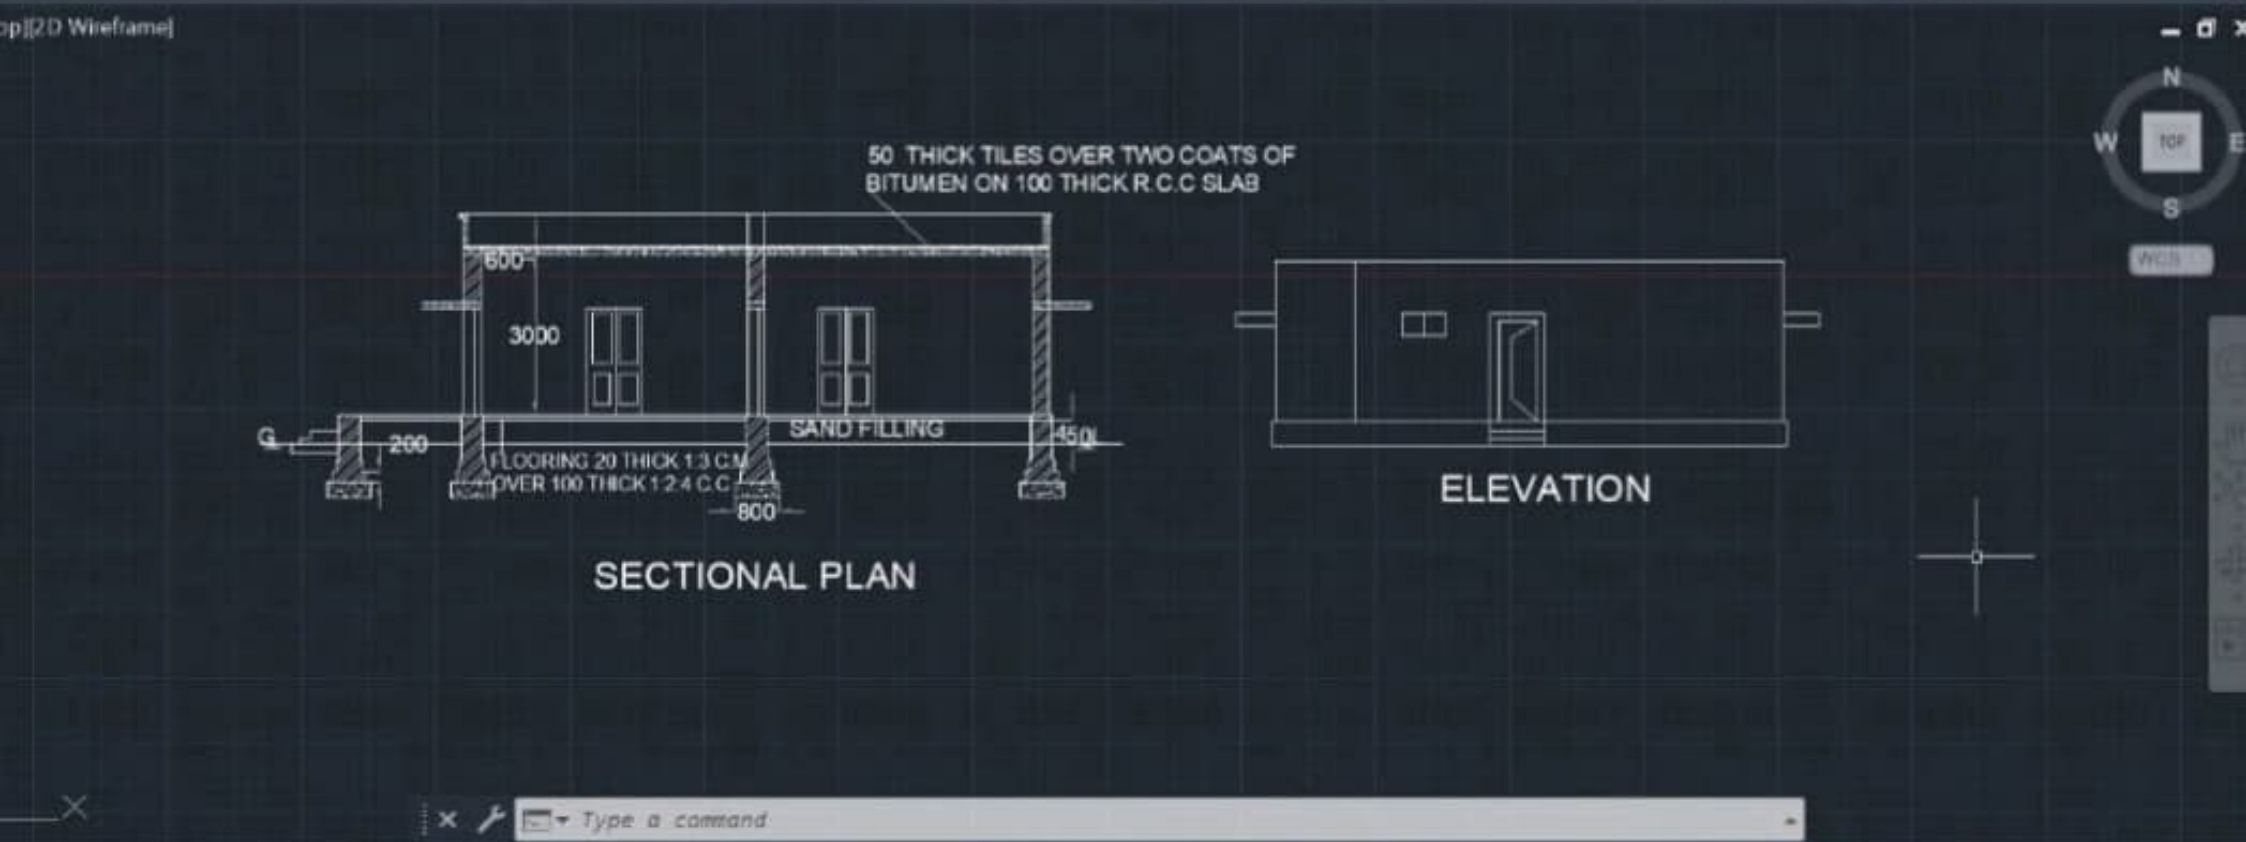 op][2D Wireframe]
N
W TOP E
S
WCS
50 THICK TILES OVER TWO COATS OF
BITUMEN ON 100 THICK R.C.C SLAB
600
3000
G
200
SAND FILLING
450
FLOORING 20 THICK 1:3 C.M
OVER 100 THICK 1:2:4 C.C
800
SECTIONAL PLAN
ELEVATION
Type a command